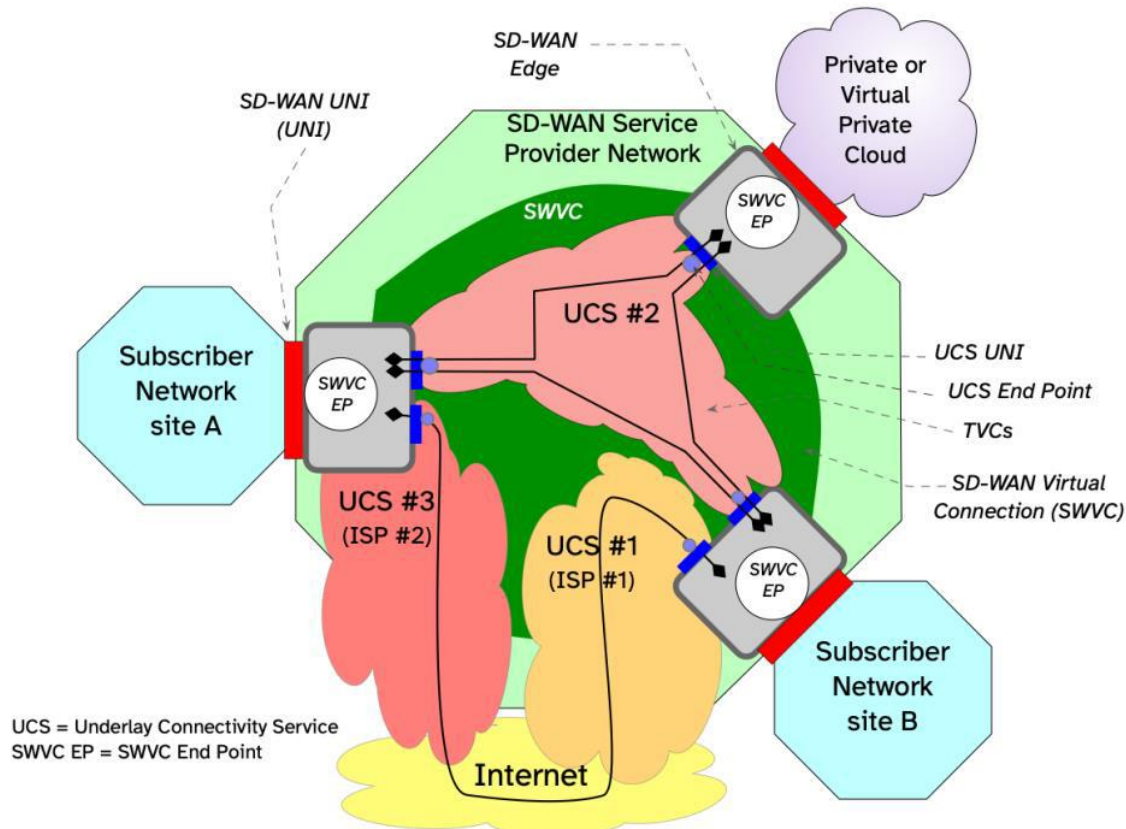 SD-WAN
Edge
Private or
Virtual
Private
Cloud
SD-WAN UNI
(UNI)
SD-WAN Service
Provider Network
SWVC
EP
SWVC
UCS #2
Subscriber
Network
site A
SWVC
EP
UCS UNI
UCS End Point
TVCs
SD-WAN Virtual
Connection (SWVC)
UCS #3
(ISP #2)
UCS #1
(ISP #1)
SWVC
EP
Subscriber
Network
site B
UCS = Underlay Connectivity Service
SWVC EP = SWVC End Point
Internet